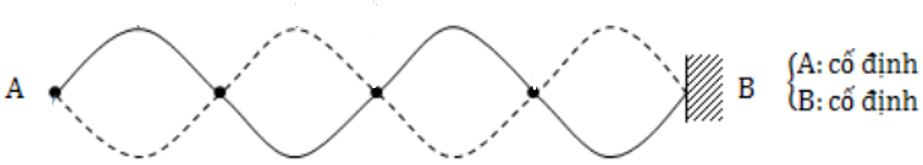 A
B
A: cố định
B: cố định